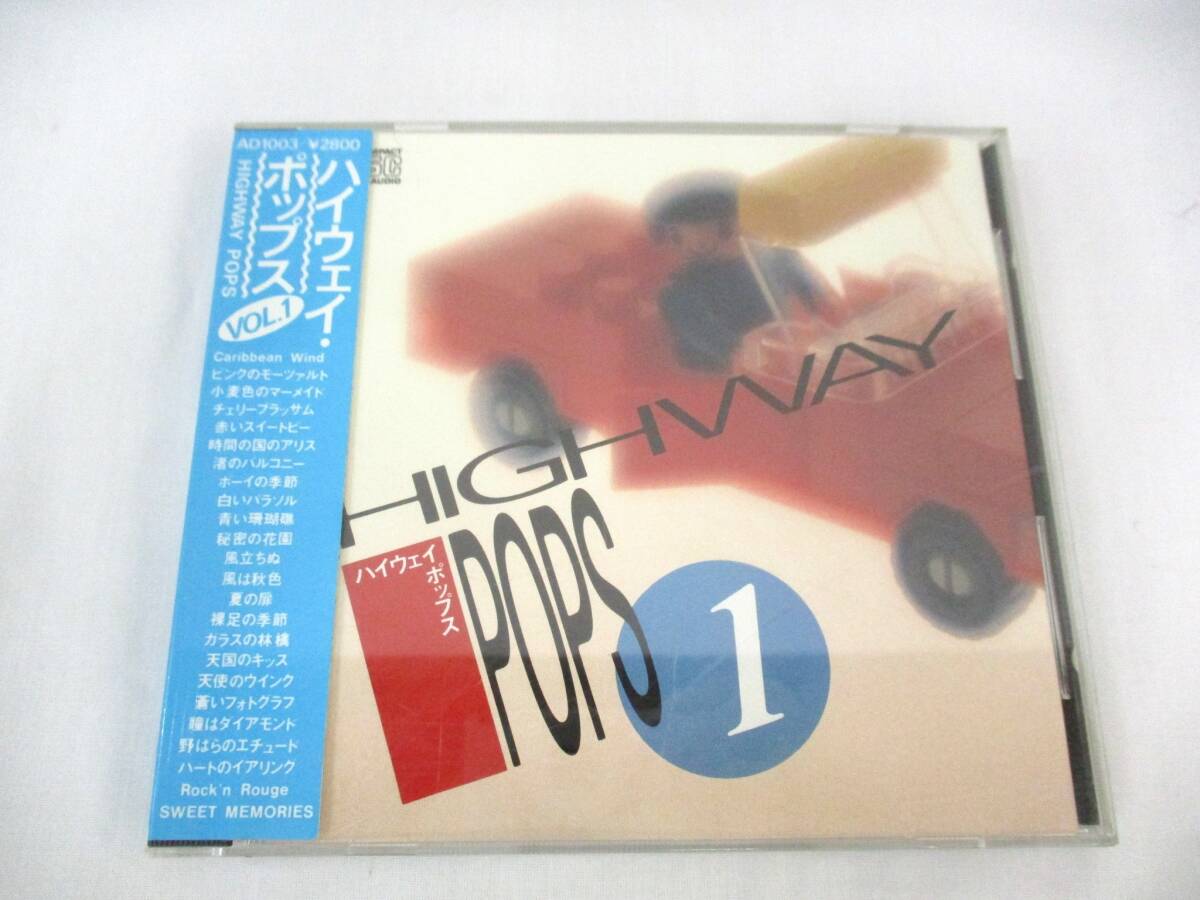 AD1003 ¥2800
ハイウェイ・
ポップス
HIGHWAY POPS
VOL.1
Caribbean Wind
ピンクのモーツァルト
小麦色のマーメイド
チェリーブラッサム
赤いスイートピー
時間の国のアリス
渚のバルコニー
ボーイの季節
白いパラソル
青い珊瑚礁
秘密の花園
風立ちぬ
風は秋色
夏の扉
裸足の季節
ガラスの林檎
天国のキッス
天使のウインク
蒼いフォトグラフ
瞳はダイアモンド
野ばらのエチュード
ハートのイアリング
Rock'n Rouge
SWEET MEMORIES
HIGHWAY
POPS
ハイウェイ
ポップス
1